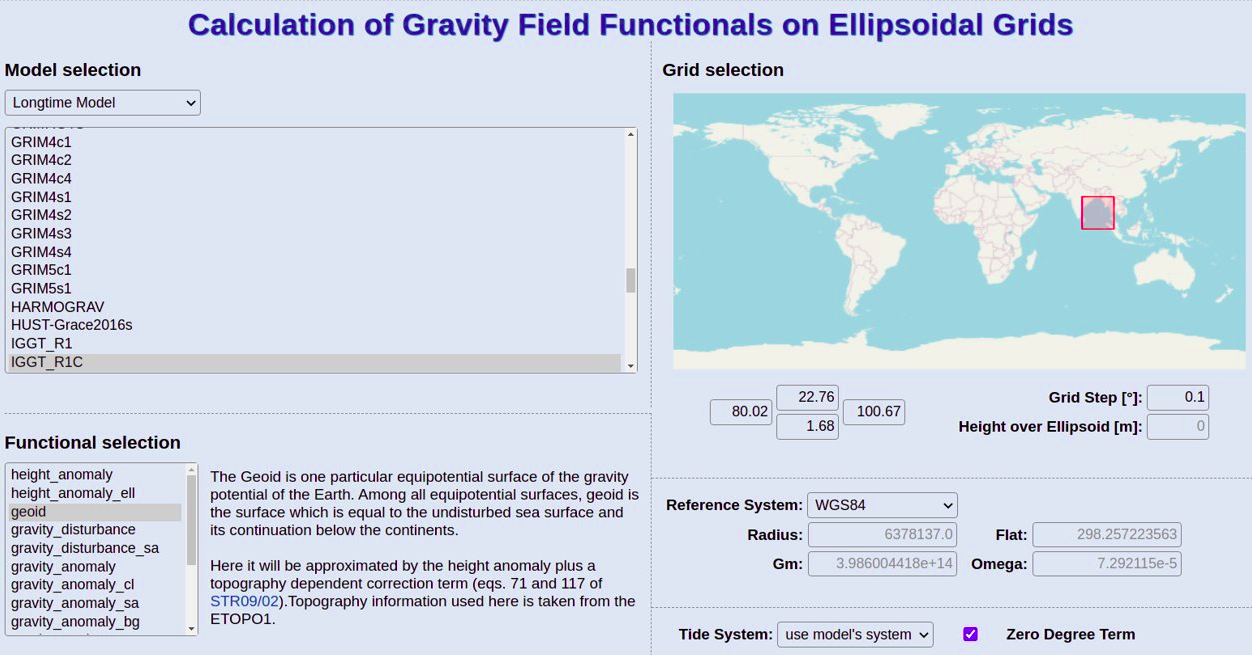 Calculation of Gravity Field Functionals on Ellipsoidal Grids
Model selection
Longtime Model
GRIM4c1
GRIM4c2
GRIM4c4
GRIM4s1
GRIM4s2
GRIM4s3
GRIM4s4
GRIM5c1
GRIM5s1
HARMOGRAV
HUST-Grace2016s
IGGT_R1
IGGT_R1C
Functional selection
height_anomaly
height_anomaly_ell
geoid
gravity_disturbance
gravity_disturbance_sa
gravity_anomaly
gravity_anomaly_cl
gravity_anomaly_sa
gravity_anomaly_bg
The Geoid is one particular equipotential surface of the gravity
potential of the Earth. Among all equipotential surfaces, geoid is
the surface which is equal to the undisturbed sea surface and
its continuation below the continents.
Here it will be approximated by the height anomaly plus a
topography dependent correction term (eqs. 71 and 117 of
STR09/02).Topography information used here is taken from the
ETOPO1.
Grid selection
22.76
80.02
100.67
1.68
Grid Step [°]: 0.1
Height over Ellipsoid [m]: 0
Reference System: WGS84
Radius: 6378137.0 Flat: 298.257223563
Gm: 3.986004418e+14 Omega: 7.292115e-5
Tide System: use model's system Zero Degree Term